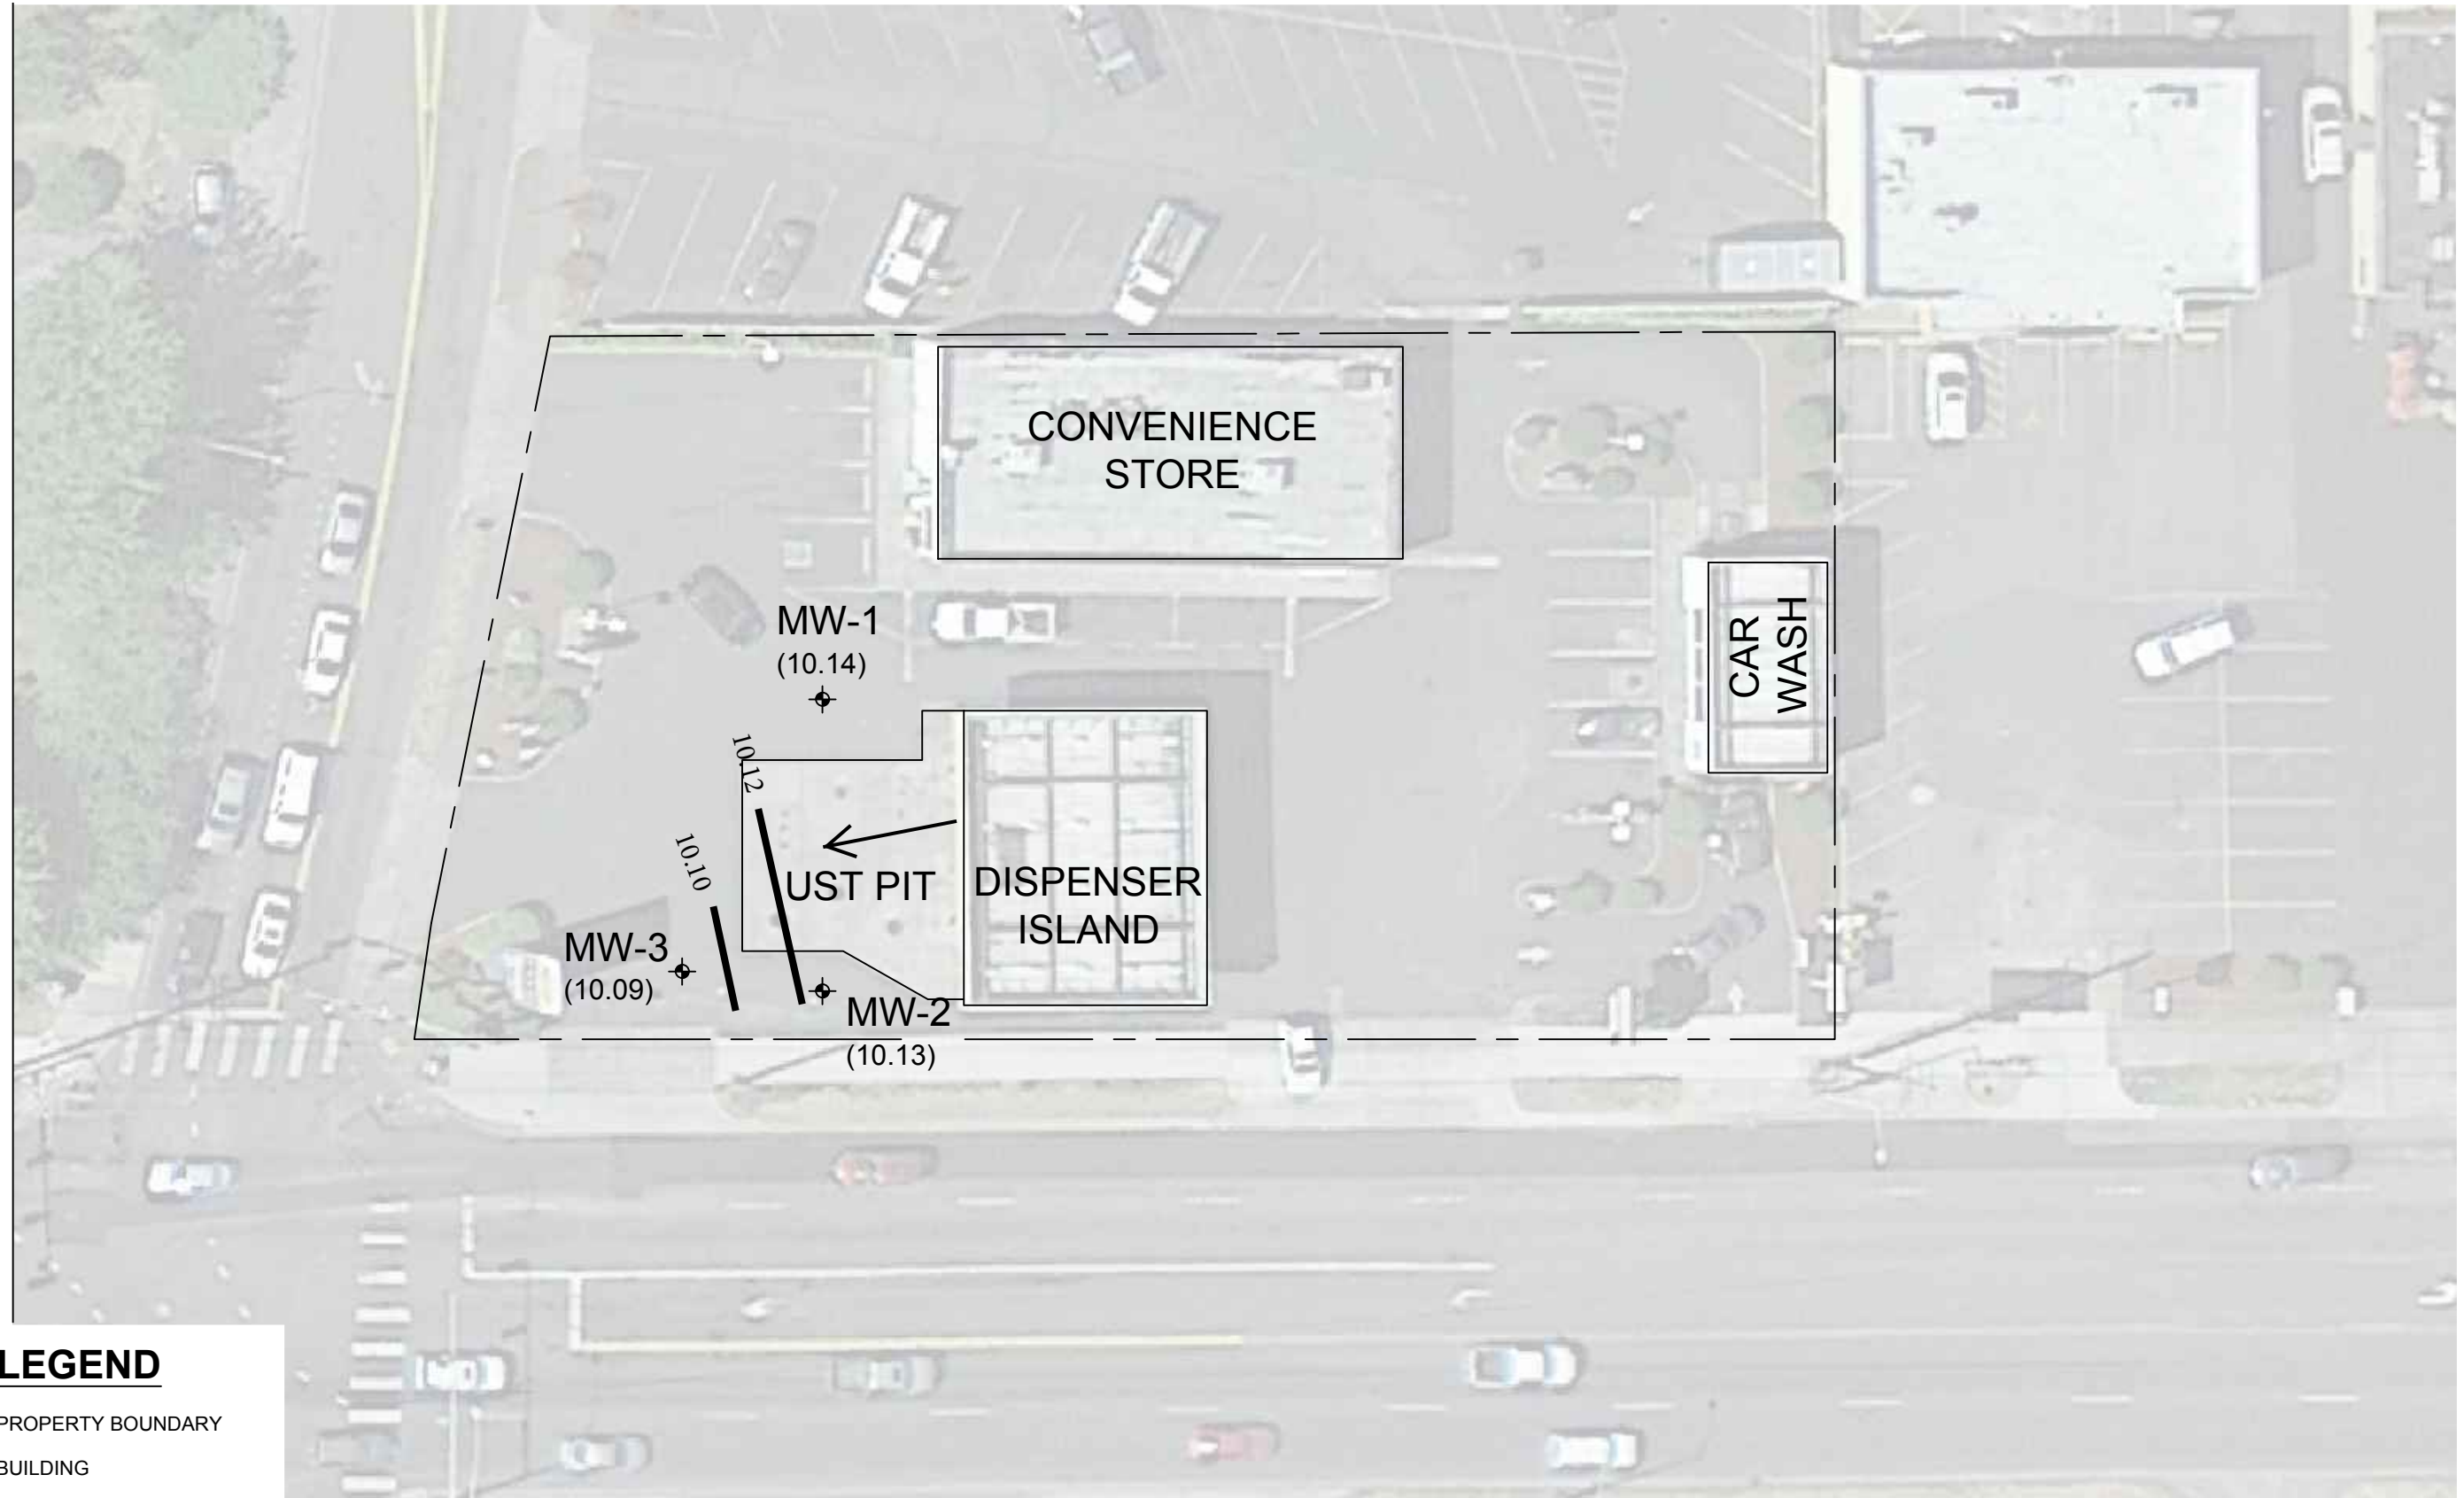 CONVENIENCE
STORE
MW-1
(10.14)
CAR
WASH
10.12
10.10
UST PIT
DISPENSER
ISLAND
MW-3
(10.09)
MW-2
(10.13)
LEGEND
PROPERTY BOUNDARY
BUILDING